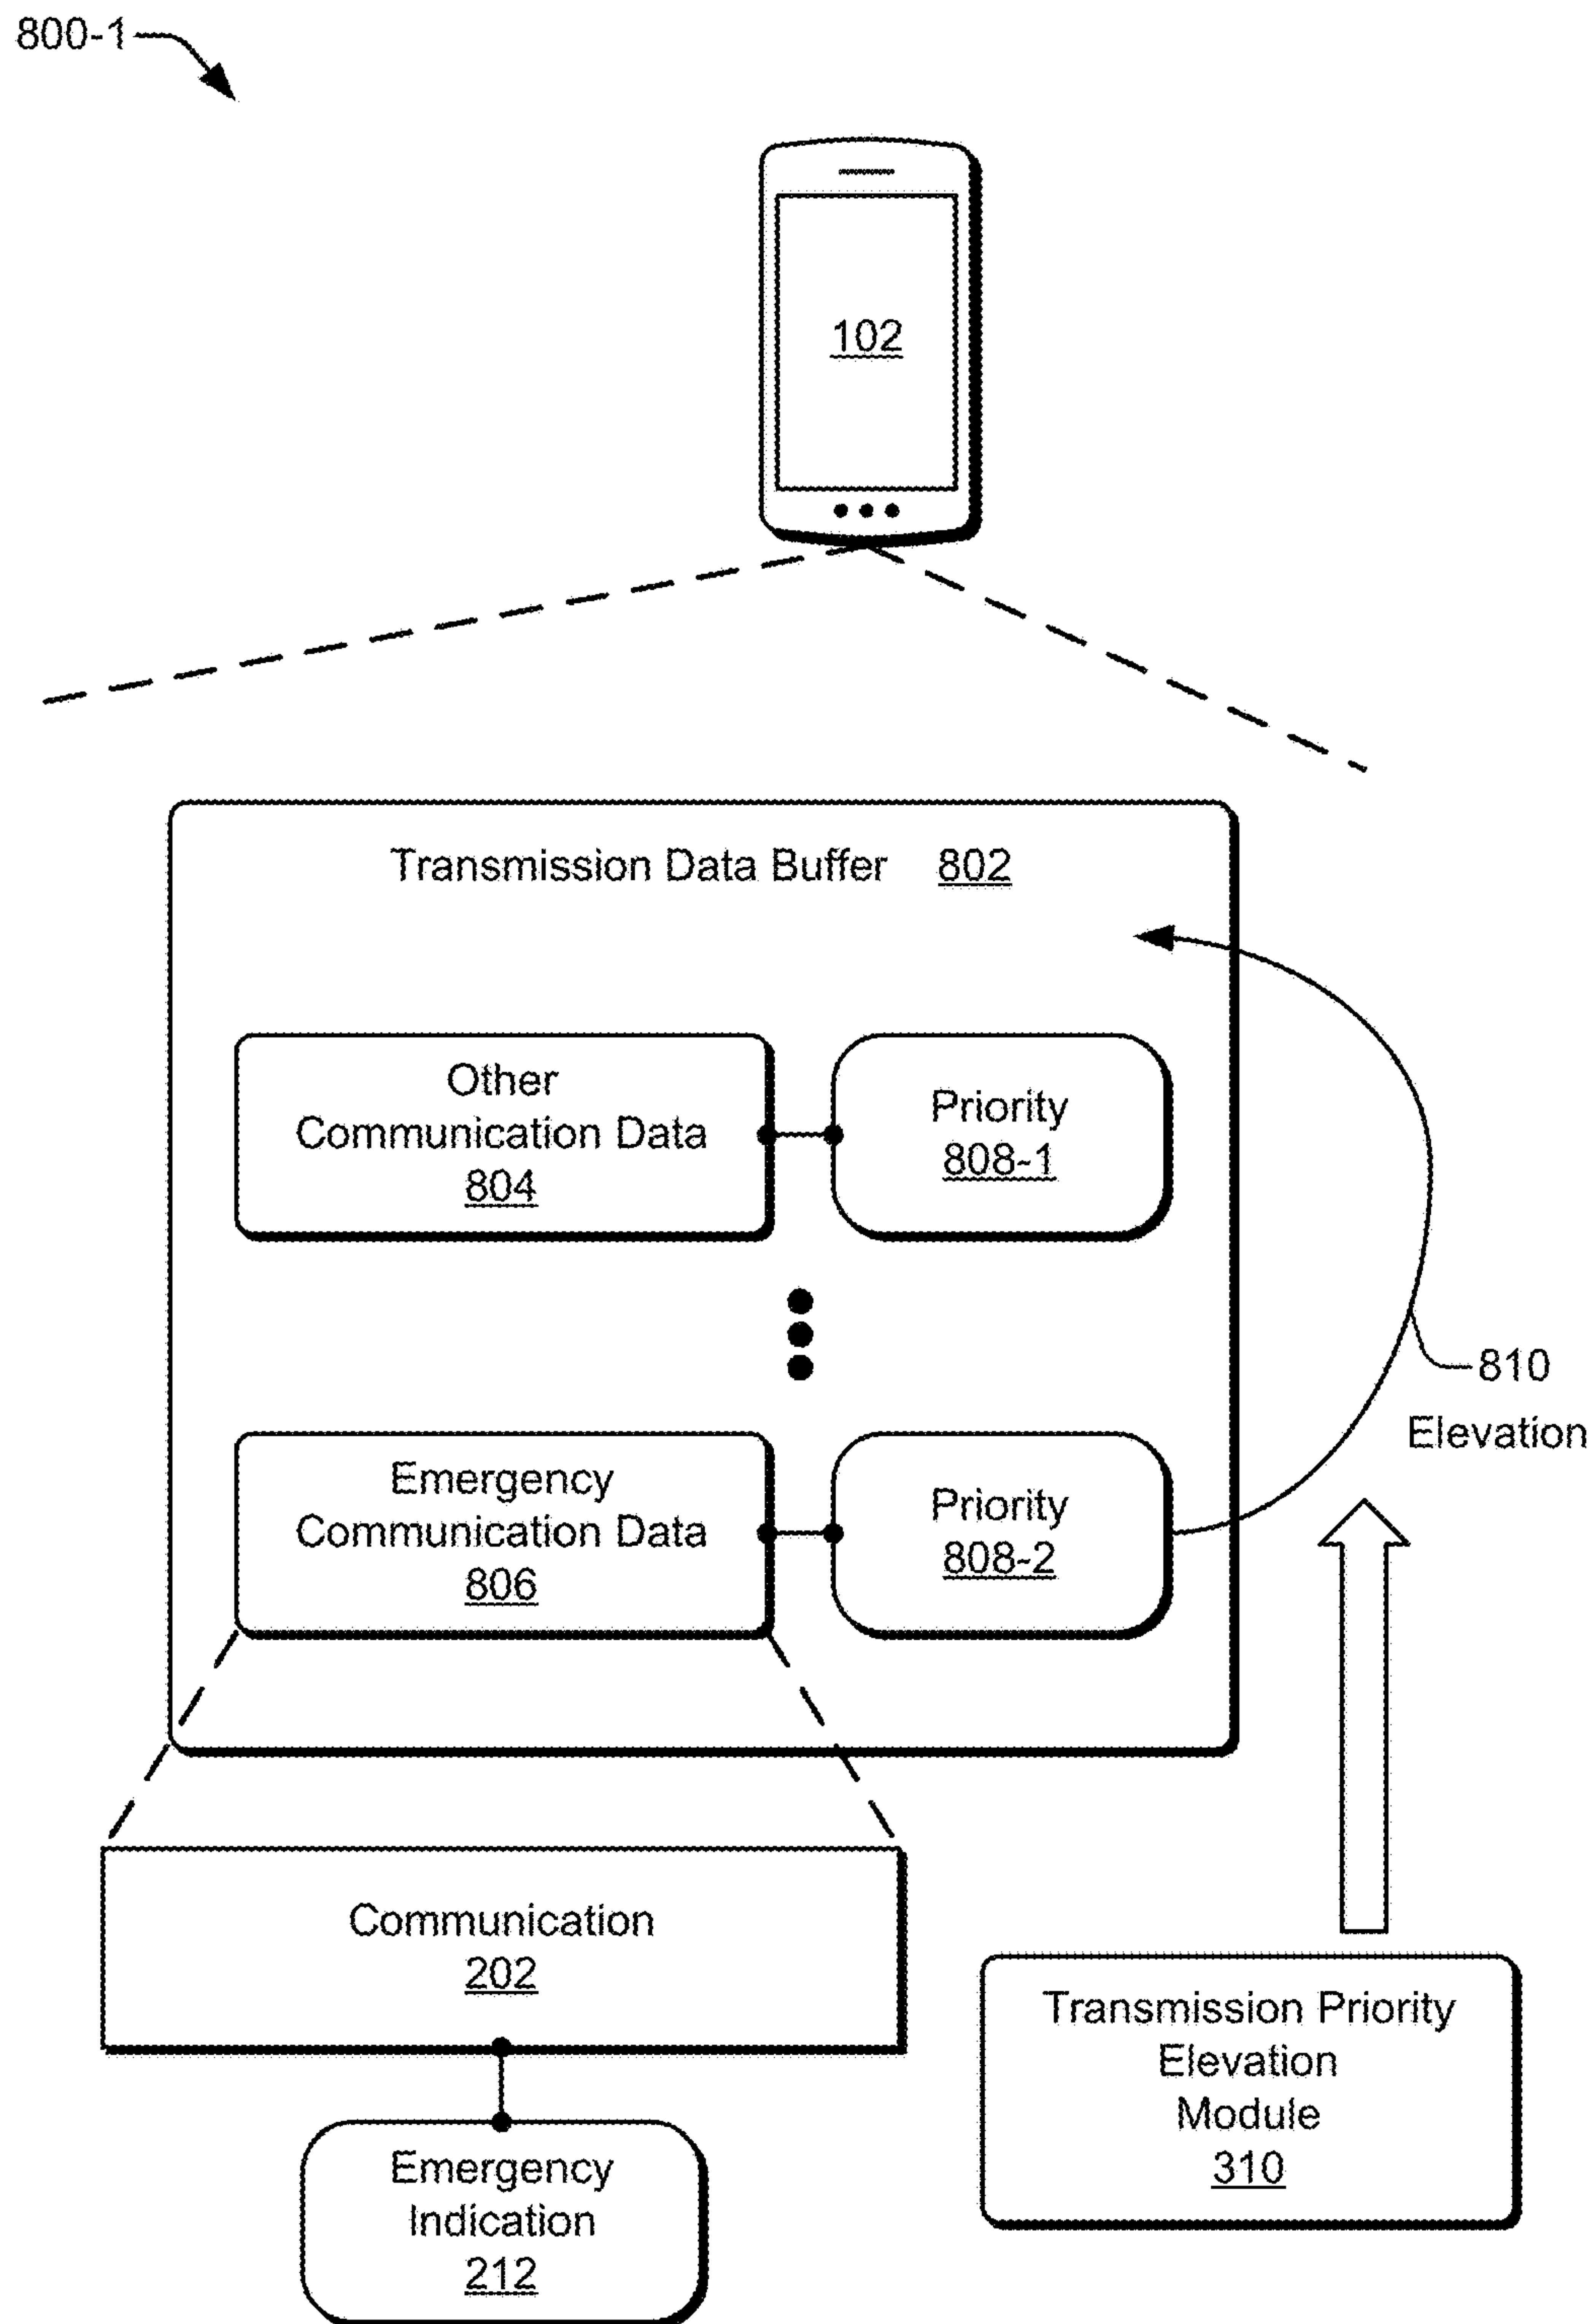 800-1
102
Transmission Data Buffer 802
Other
Communication Data
804
Priority
808-1
810
Elevation
Emergency
Communication Data
806
Priority
808-2
Communication
202
Transmission Priority
Elevation
Module
310
Emergency
Indication
212